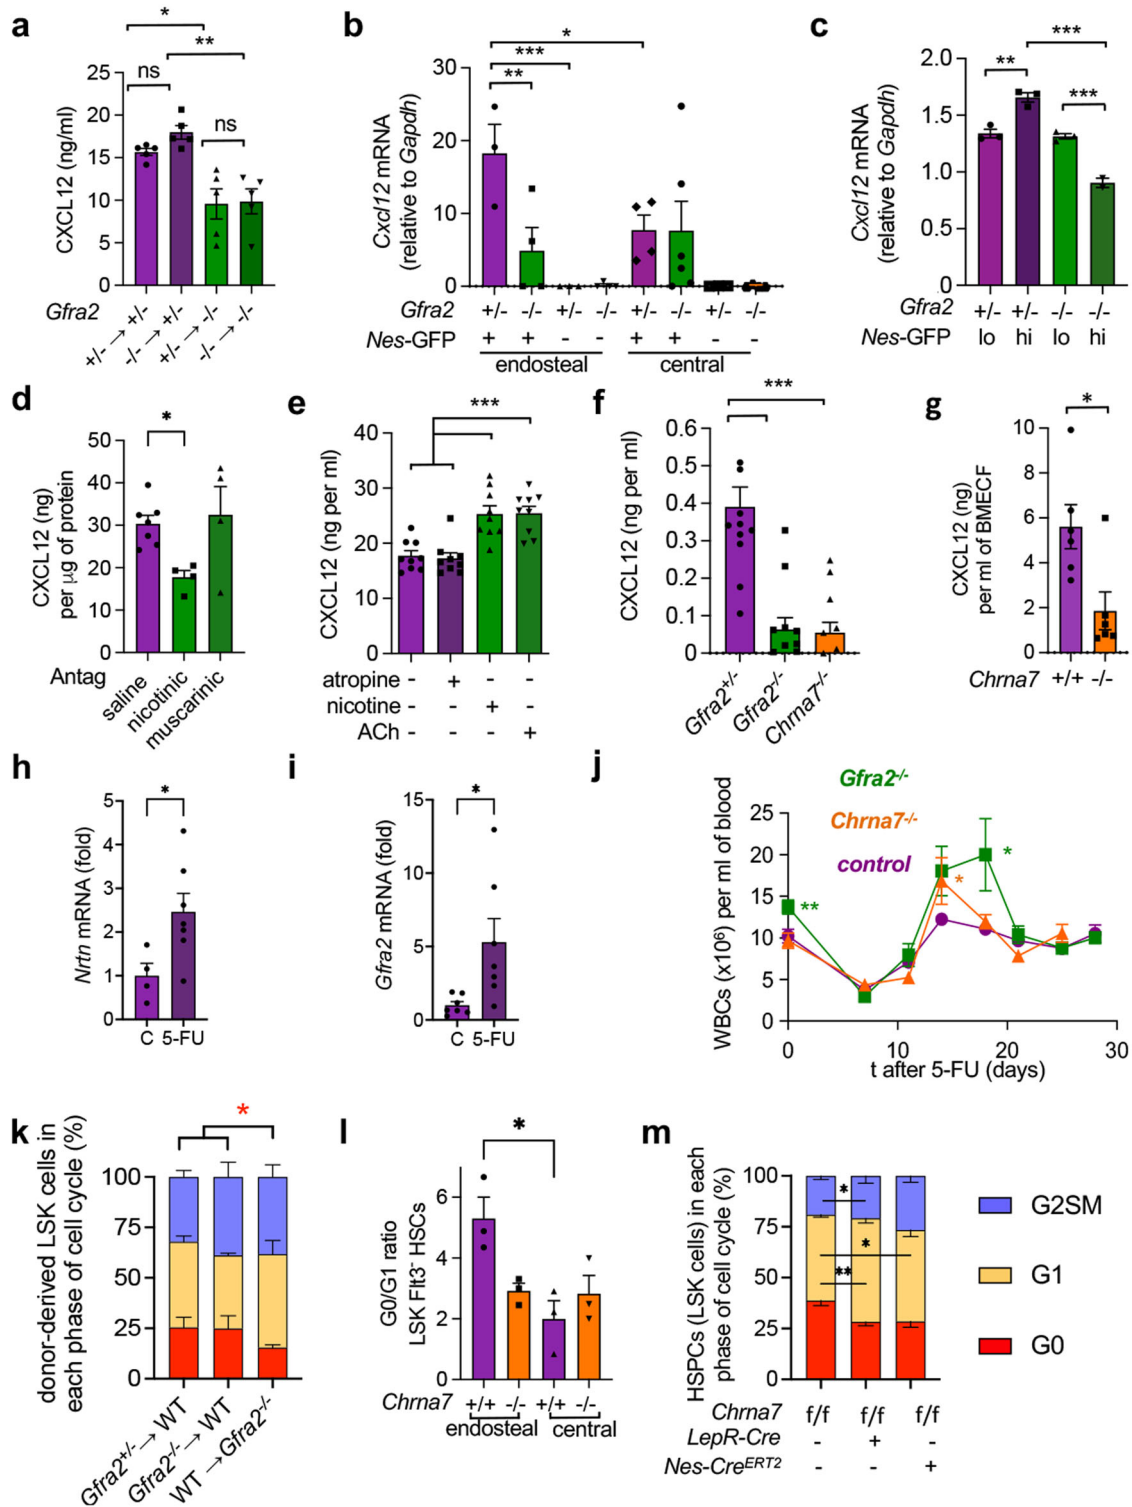 a
CXCL12 (ng/ml)
25
20
15
10
5
0
*
**
ns
ns
Gfra2
+/- → +/-
-/- → +/-
+/- → -/-
-/- → -/-
b
Cxcl12 mRNA
(relative to Gapdh)
30
20
10
0
*
***
**
Gfra2 +/- -/- +/- -/- +/- -/- +/- -/-
Nes-GFP + + - - + + - -
endosteal central
c
Cxcl12 mRNA
(relative to Gapdh)
2.0
1.5
1.0
0.5
0.0
***
**
***
Gfra2 +/- +/- -/- -/-
Nes-GFP lo hi lo hi
d
CXCL12 (ng)
per µg of protein
50
40
30
20
10
0
*
Antag
saline
nicotinic
muscarinic
e
CXCL12 (ng per ml)
40
30
20
10
0
***
atropine - + - -
nicotine - - + -
ACh - - - +
f
CXCL12 (ng per ml)
0.6
0.5
0.4
0.3
0.2
0.1
0
***
Gfra2+/-
Gfra2-/-
Chrna7-/-
g
CXCL12 (ng)
per ml of BMECF
10
8
6
4
2
0
*
Chrna7 +/+ -/-
h
Nrtn mRNA (fold)
5
4
3
2
1
0
*
C 5-FU
i
Gfra2 mRNA (fold)
15
10
5
0
*
C 5-FU
j
WBCs (x10⁶) per ml of blood
25
20
15
10
5
0
Gfra2-/-
Chrna7-/-
control
**
*
*
0 10 20 30
t after 5-FU (days)
k
donor-derived LSK cells in
each phase of cell cycle (%)
100
75
50
25
0
*
Gfra2+/-→ WT
Gfra2-/-→ WT
WT →Gfra2-/-
l
G0/G1 ratio
LSK Flt3- HSCs
6
4
2
0
*
Chrna7 +/+ -/- +/+ -/-
endosteal central
m
HSPCs (LSK cells) in each
phase of cell cycle (%)
100
75
50
25
0
*
*
**
Chrna7 f/f f/f f/f
LepR-Cre - + -
Nes-CreERT2 - - +
G2SM
G1
G0